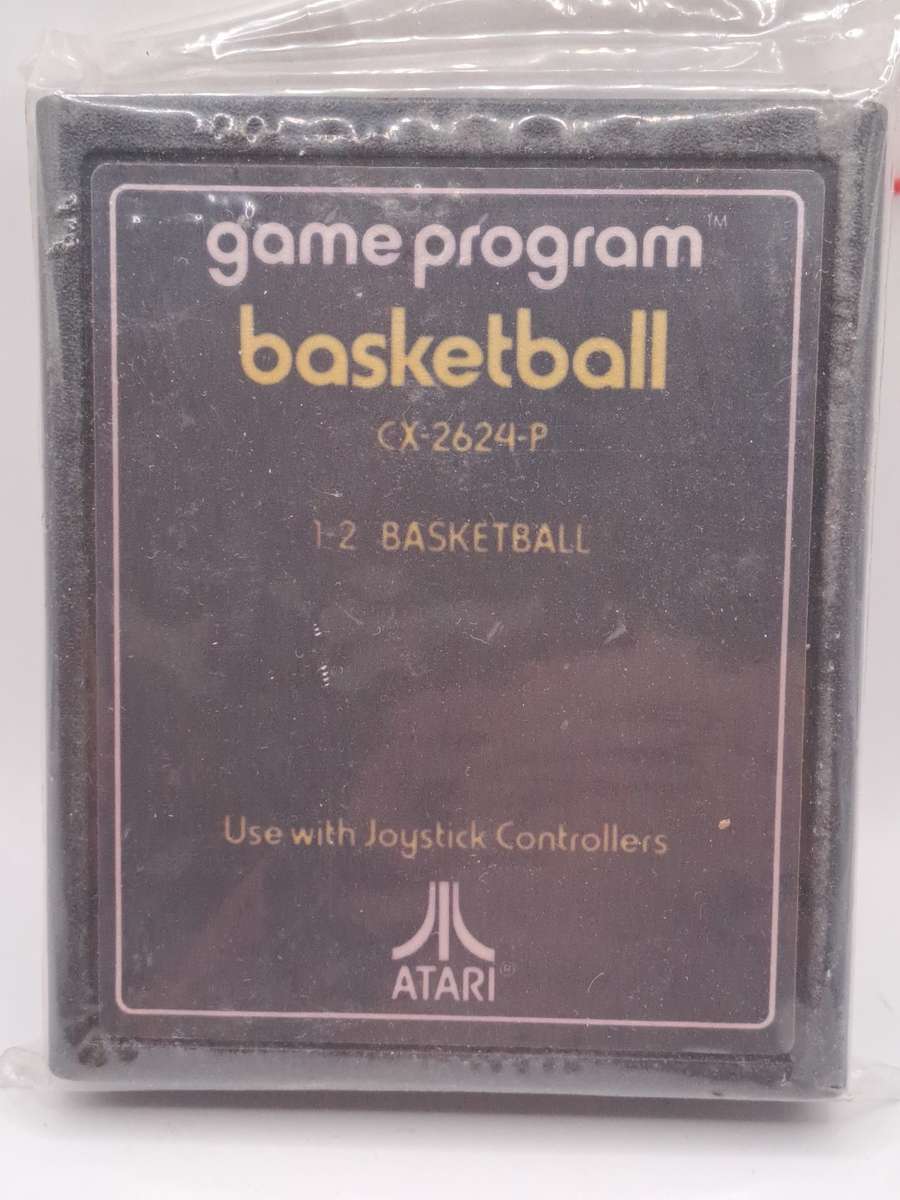 game program™
basketball
CX-2624-P
1-2 BASKETBALL
Use with Joystick Controllers
ATARI®